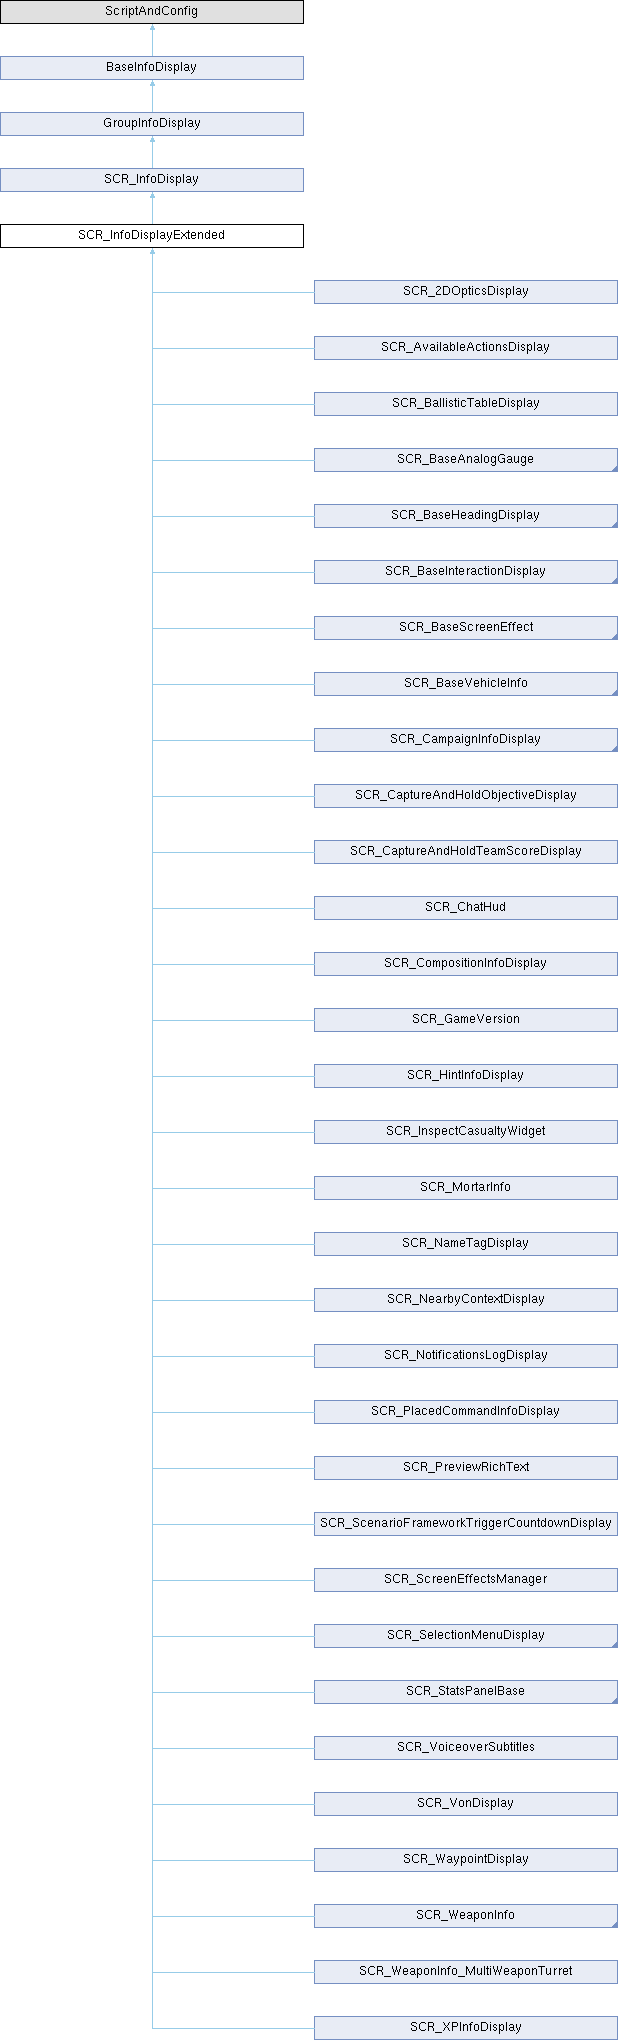 ScriptAndConfig
BaseInfoDisplay
GroupInfoDisplay
SCR_InfoDisplay
SCR_InfoDisplayExtended
SCR_2DOpticsDisplay
SCR_AvailableActionsDisplay
SCR_BallisticTableDisplay
SCR_BaseAnalogGauge
SCR_BaseHeadingDisplay
SCR_BaseInteractionDisplay
SCR_BaseScreenEffect
SCR_BaseVehicleInfo
SCR_CampaignInfoDisplay
SCR_CaptureAndHoldObjectiveDisplay
SCR_CaptureAndHoldTeamScoreDisplay
SCR_ChatHud
SCR_CompositionInfoDisplay
SCR_GameVersion
SCR_HintInfoDisplay
SCR_InspectCasualtyWidget
SCR_MortarInfo
SCR_NameTagDisplay
SCR_NearbyContextDisplay
SCR_NotificationsLogDisplay
SCR_PlacedCommandInfoDisplay
SCR_PreviewRichText
SCR_ScenarioFrameworkTriggerCountdownDisplay
SCR_ScreenEffectsManager
SCR_SelectionMenuDisplay
SCR_StatsPanelBase
SCR_VoiceoverSubtitles
SCR_VonDisplay
SCR_WaypointDisplay
SCR_WeaponInfo
SCR_WeaponInfo_MultiWeaponTurret
SCR_XPInfoDisplay